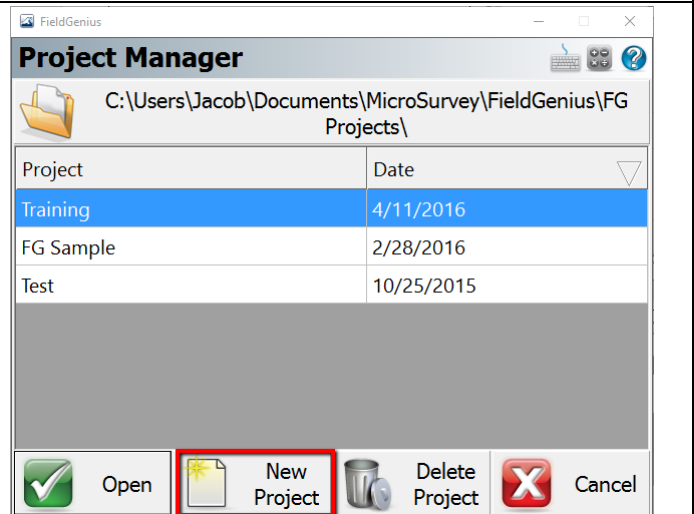 FieldGenius
Project Manager
C:\Users\Jacob\Documents\MicroSurvey\FieldGenius\FG
Projects\
Project Date
Training 4/11/2016
FG Sample 2/28/2016
Test 10/25/2015
Open
New
Project
Delete
Project
Cancel